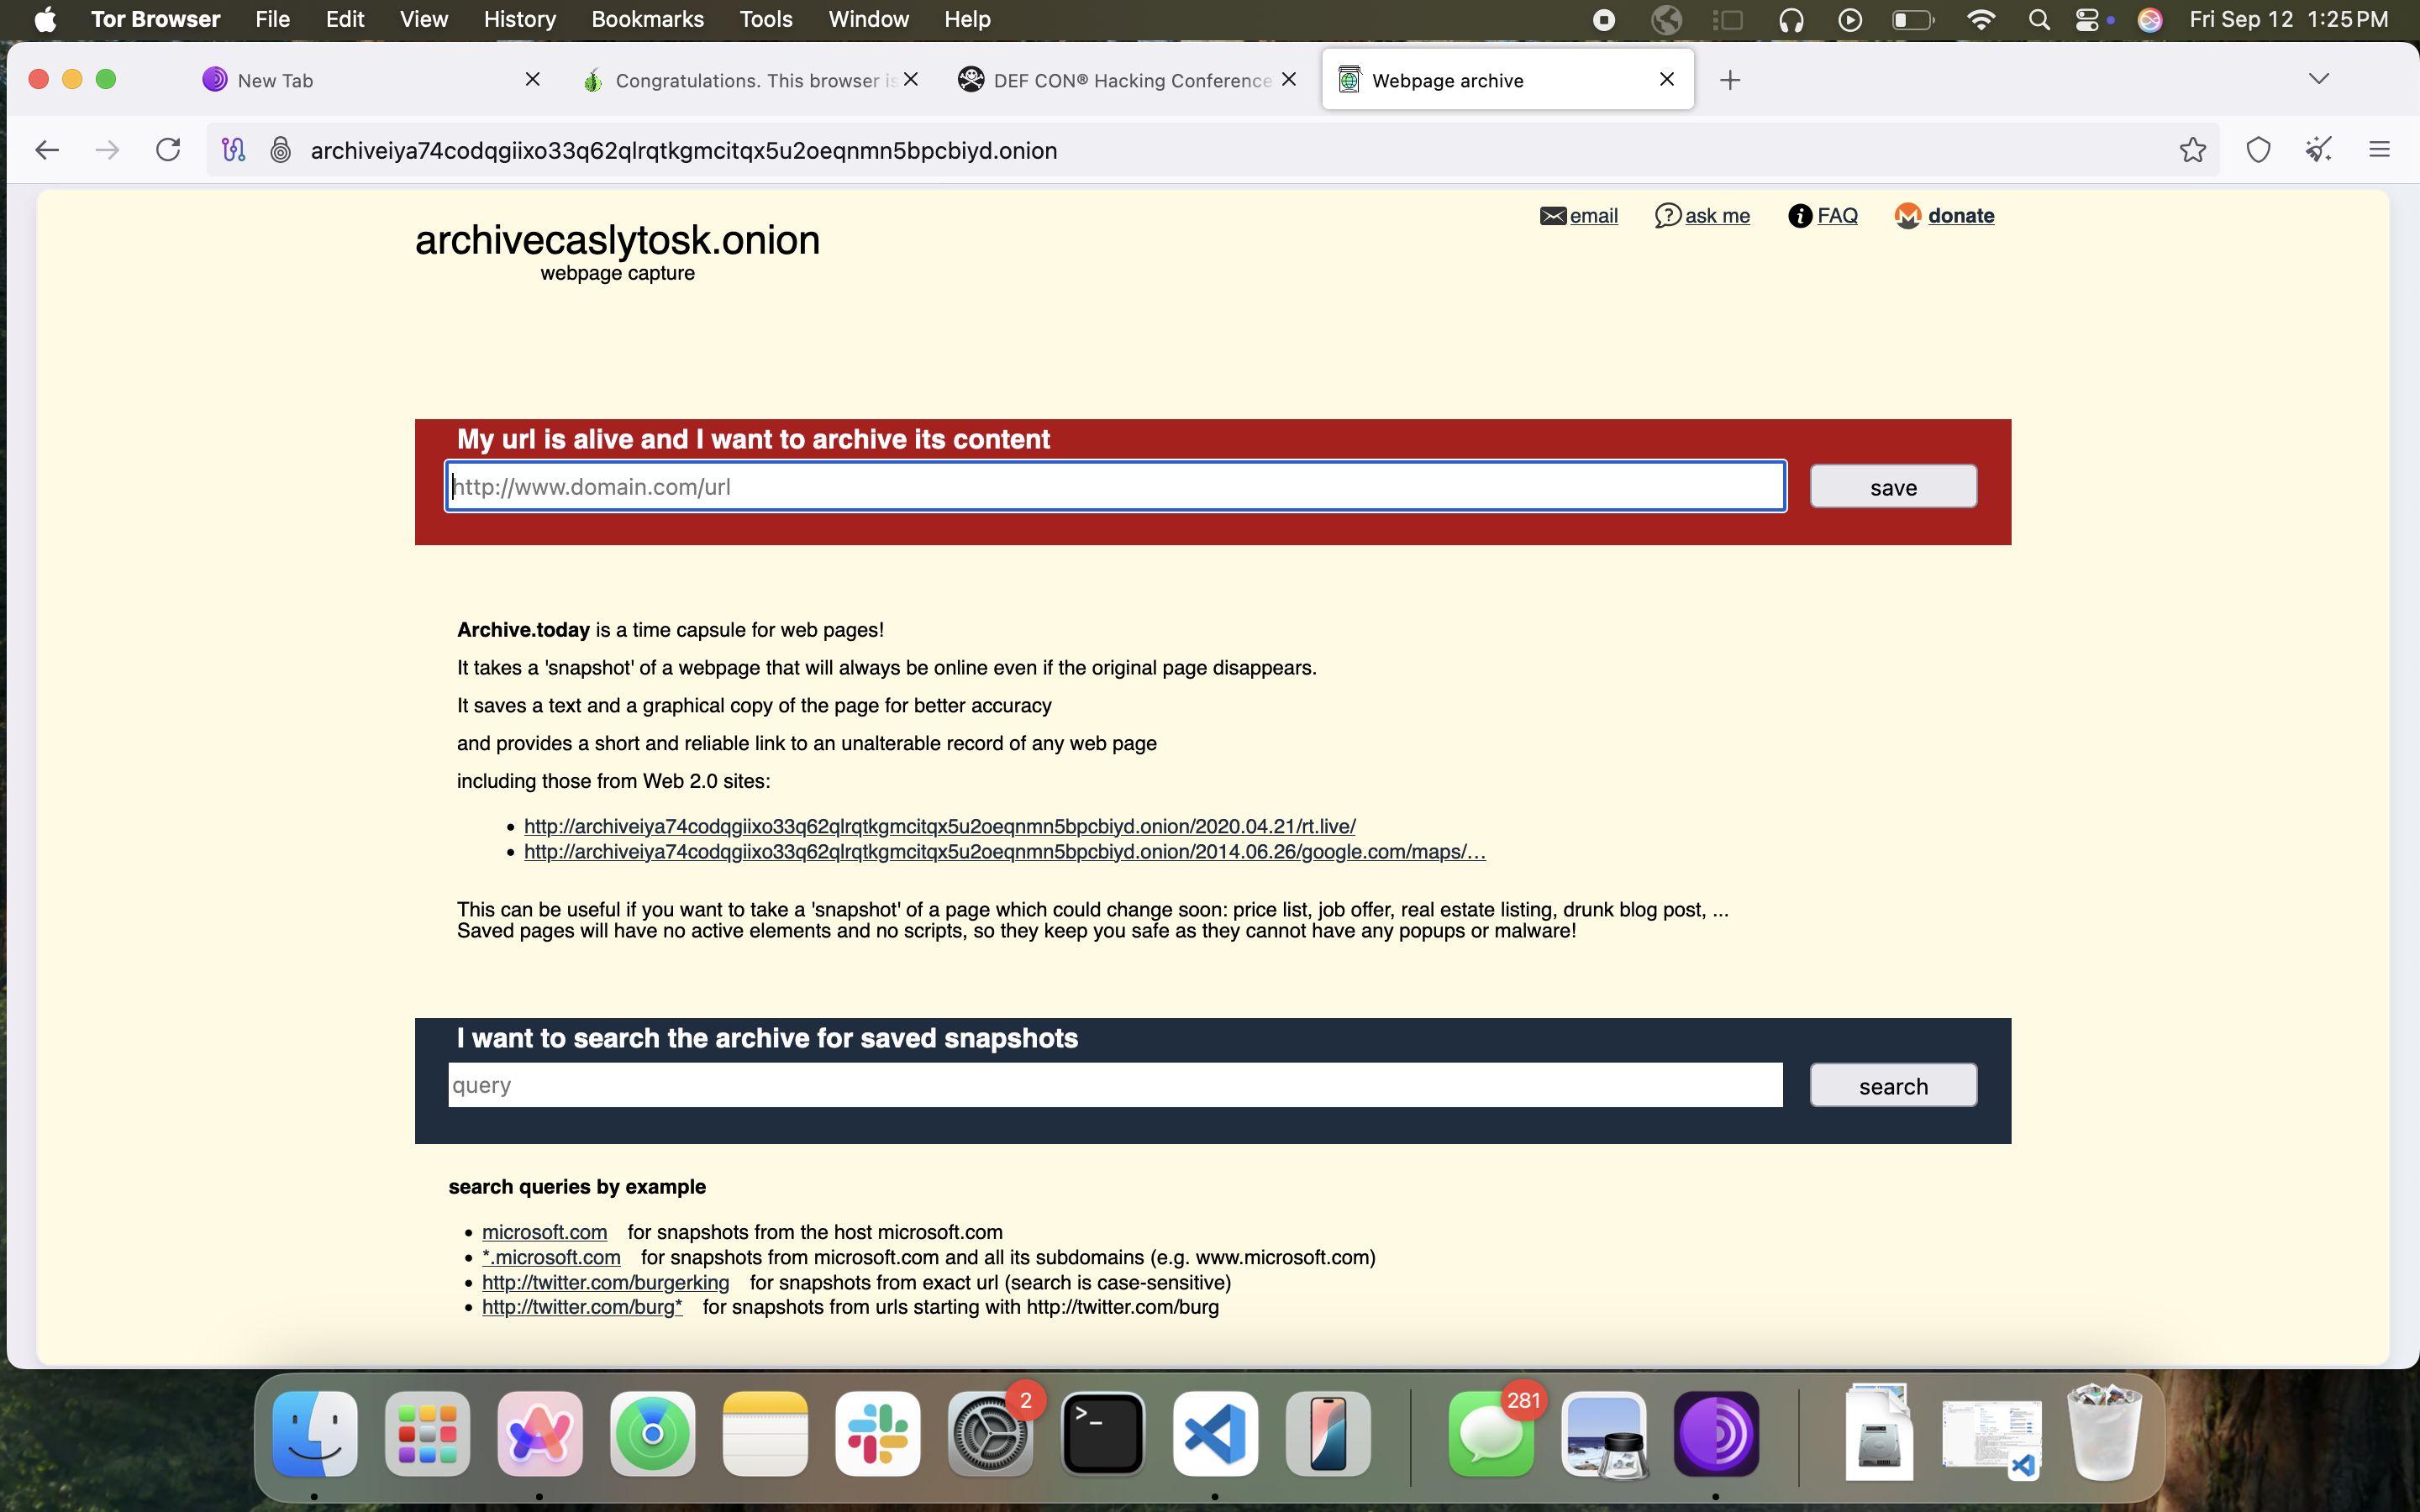 Tor Browser File Edit View History Bookmarks Tools Window Help Fri Sep 12 1:25 PM
New Tab Congratulations. This browser is DEF CON® Hacking Conference Webpage archive
archiveiya74codqgiixo33q62qlrqtkgmcitqx5u2oeqnmn5bpcbiyd.onion
email ask me FAQ donate
archivecaslytosk.onion
webpage capture
My url is alive and I want to archive its content
http://www.domain.com/url save
Archive.today is a time capsule for web pages!
It takes a 'snapshot' of a webpage that will always be online even if the original page disappears.
It saves a text and a graphical copy of the page for better accuracy
and provides a short and reliable link to an unalterable record of any web page
including those from Web 2.0 sites:
• http://archiveiya74codqgiixo33q62qlrqtkgmcitqx5u2oeqnmn5bpcbiyd.onion/2020.04.21/rt.live/
• http://archiveiya74codqgiixo33q62qlrqtkgmcitqx5u2oeqnmn5bpcbiyd.onion/2014.06.26/google.com/maps/...
This can be useful if you want to take a 'snapshot' of a page which could change soon: price list, job offer, real estate listing, drunk blog post, ...
Saved pages will have no active elements and no scripts, so they keep you safe as they cannot have any popups or malware!
I want to search the archive for saved snapshots
query search
search queries by example
• microsoft.com for snapshots from the host microsoft.com
• *.microsoft.com for snapshots from microsoft.com and all its subdomains (e.g. www.microsoft.com)
• http://twitter.com/burgerking for snapshots from exact url (search is case-sensitive)
• http://twitter.com/burg* for snapshots from urls starting with http://twitter.com/burg
2 281
>_